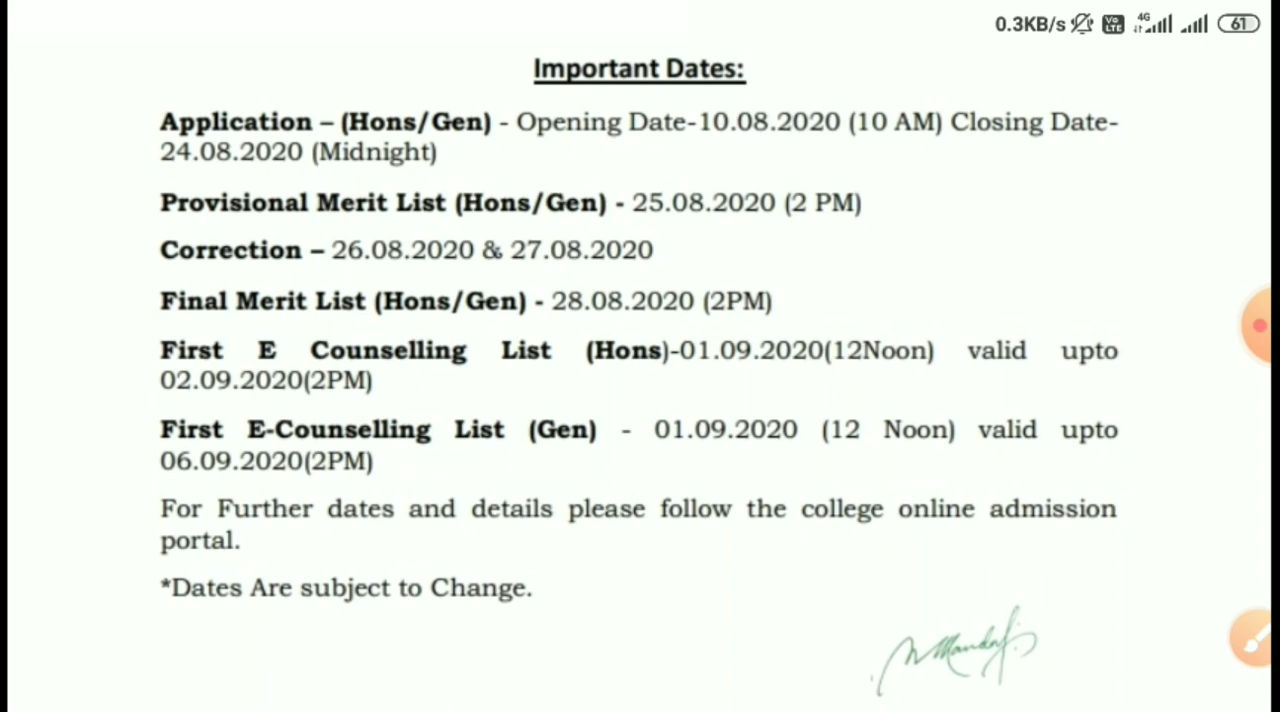 0.3KB/s Vo LTE 4G 61
Important Dates:
Application – (Hons/Gen) - Opening Date-10.08.2020 (10 AM) Closing Date-
24.08.2020 (Midnight)
Provisional Merit List (Hons/Gen) - 25.08.2020 (2 PM)
Correction – 26.08.2020 & 27.08.2020
Final Merit List (Hons/Gen) - 28.08.2020 (2PM)
First E Counselling List (Hons)-01.09.2020(12Noon) valid upto
02.09.2020(2PM)
First E-Counselling List (Gen) - 01.09.2020 (12 Noon) valid upto
06.09.2020(2PM)
For Further dates and details please follow the college online admission
portal.
*Dates Are subject to Change.